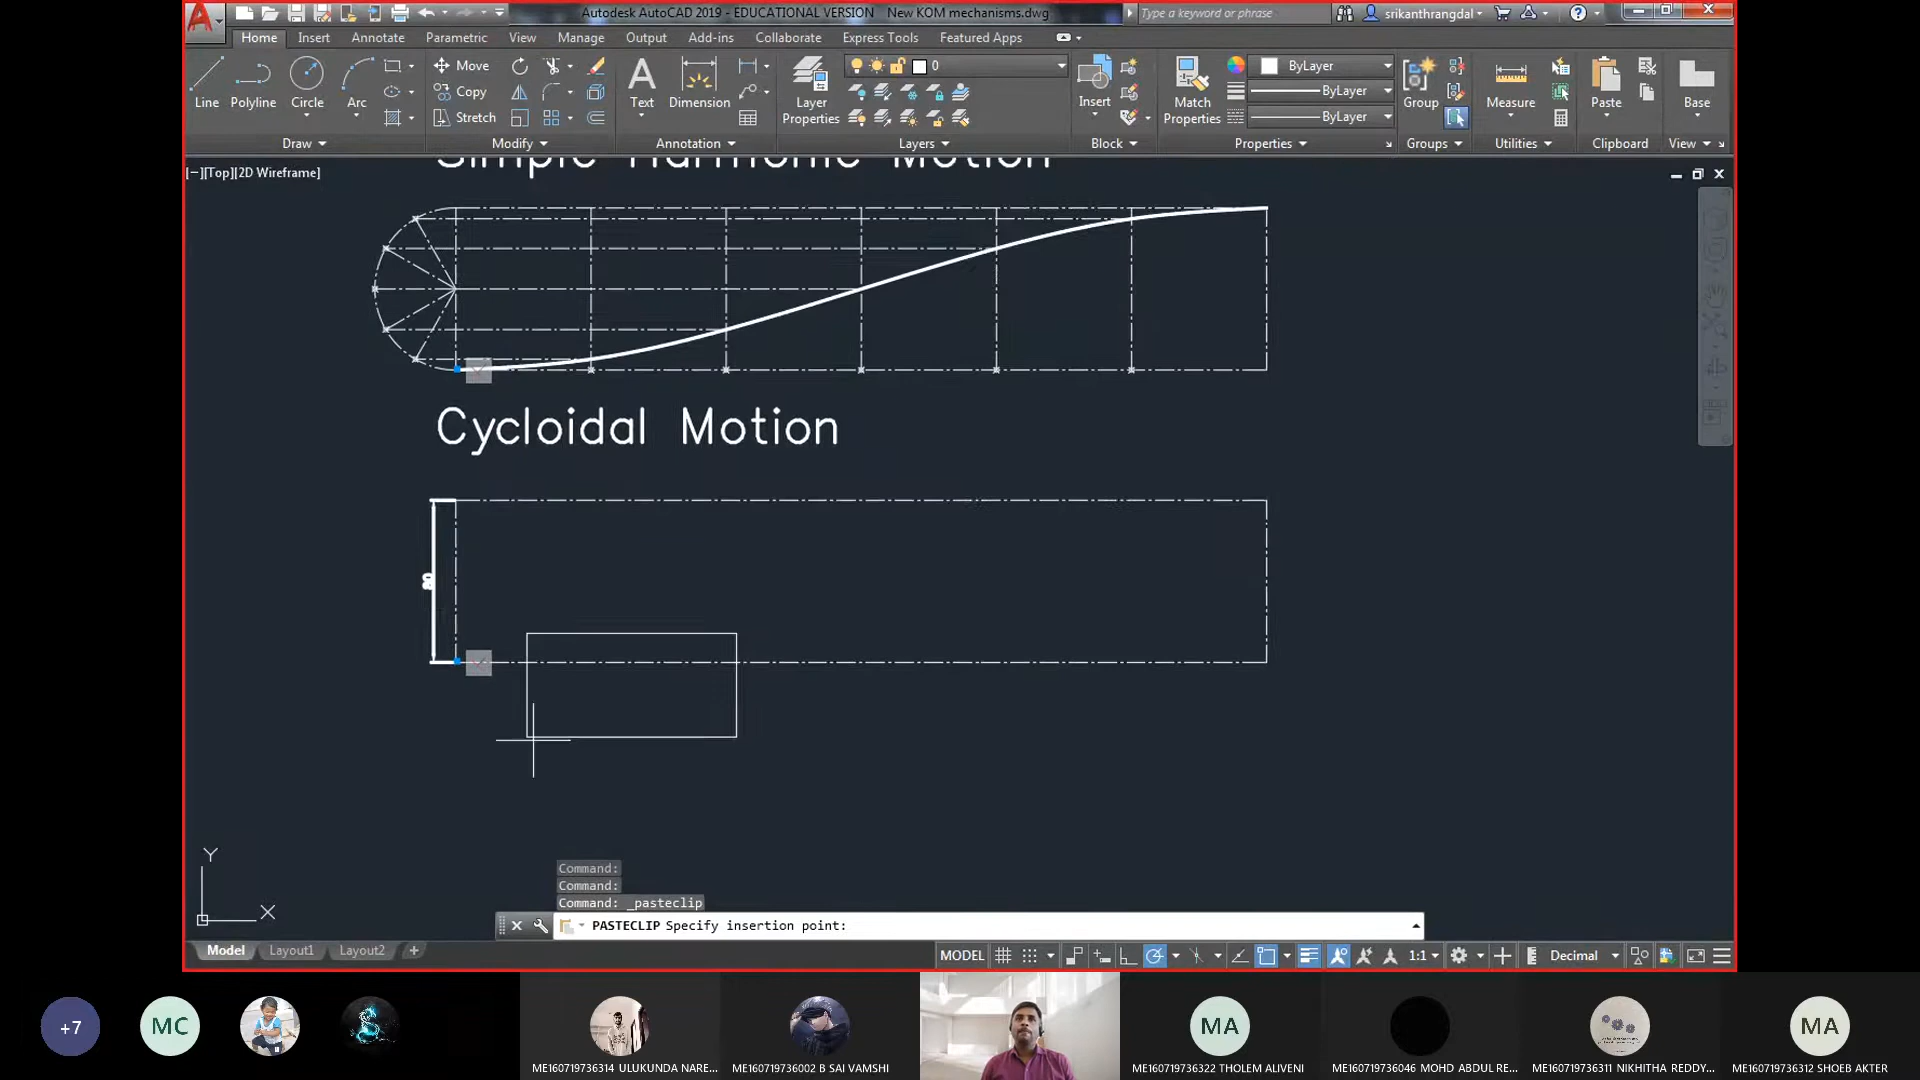 Autodesk AutoCAD 2019 - EDUCATIONAL VERSION New KOM mechanisms.dwg
Type a keyword or phrase
srikanthrangdal
Home Insert Annotate Parametric View Manage Output Add-ins Collaborate Express Tools Featured Apps
Line Polyline Circle Arc
Move
Copy
Stretch
Text Dimension
Layer Properties
0
Insert
Match Properties
ByLayer
ByLayer
ByLayer
Group
Measure
Paste
Base
Draw Modify Annotation Layers Block Properties Groups Utilities Clipboard View
[−][Top][2D Wireframe]
Simple Harmonic Motion
Cycloidal Motion
Y
X
Command:
Command:
Command: _pasteclip
PASTECLIP Specify insertion point:
Model Layout1 Layout2 +
MODEL 1:1 Decimal
+7
MC
MA
MA
ME160719736314 ULUKUNDA NARE...
ME160719736002 B SAI VAMSHI
ME160719736322 THOLEM ALIVENI
ME160719736046 MOHD ABDUL RE...
ME160719736311 NIKHITHA REDDY...
ME160719736312 SHOEB AKTER